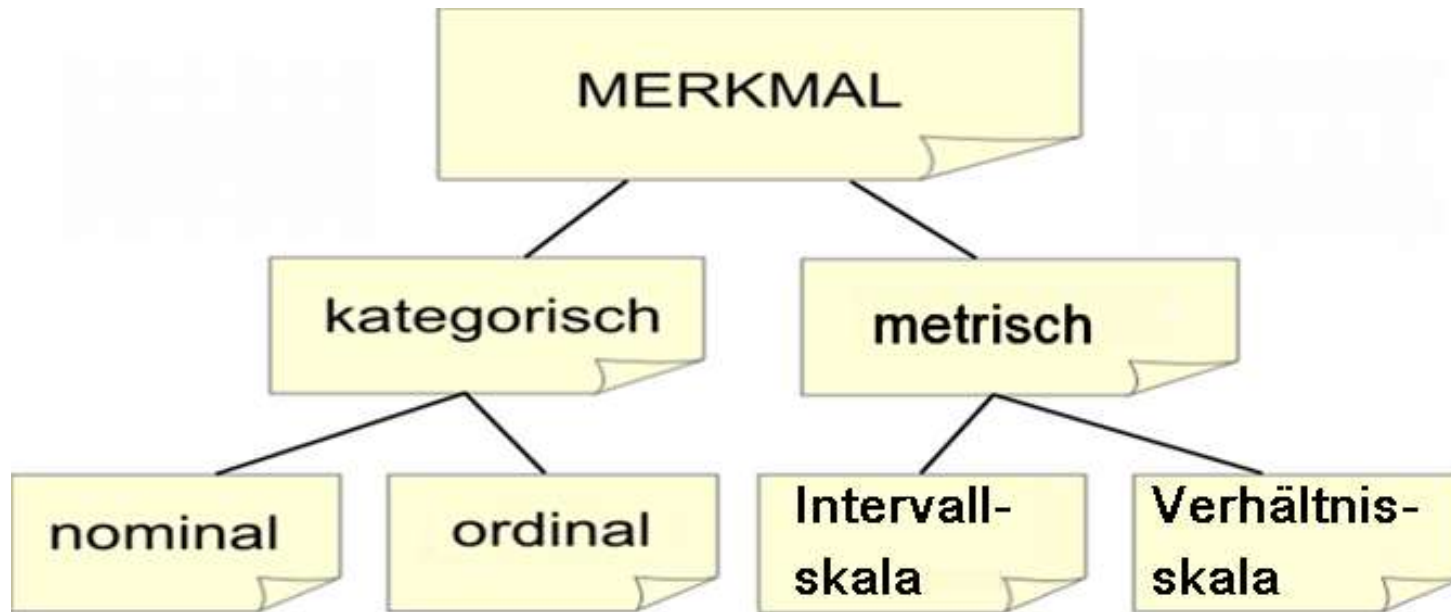 MERKMAL
kategorisch
metrisch
nominal
ordinal
Intervall-
skala
Verhältnis-
skala